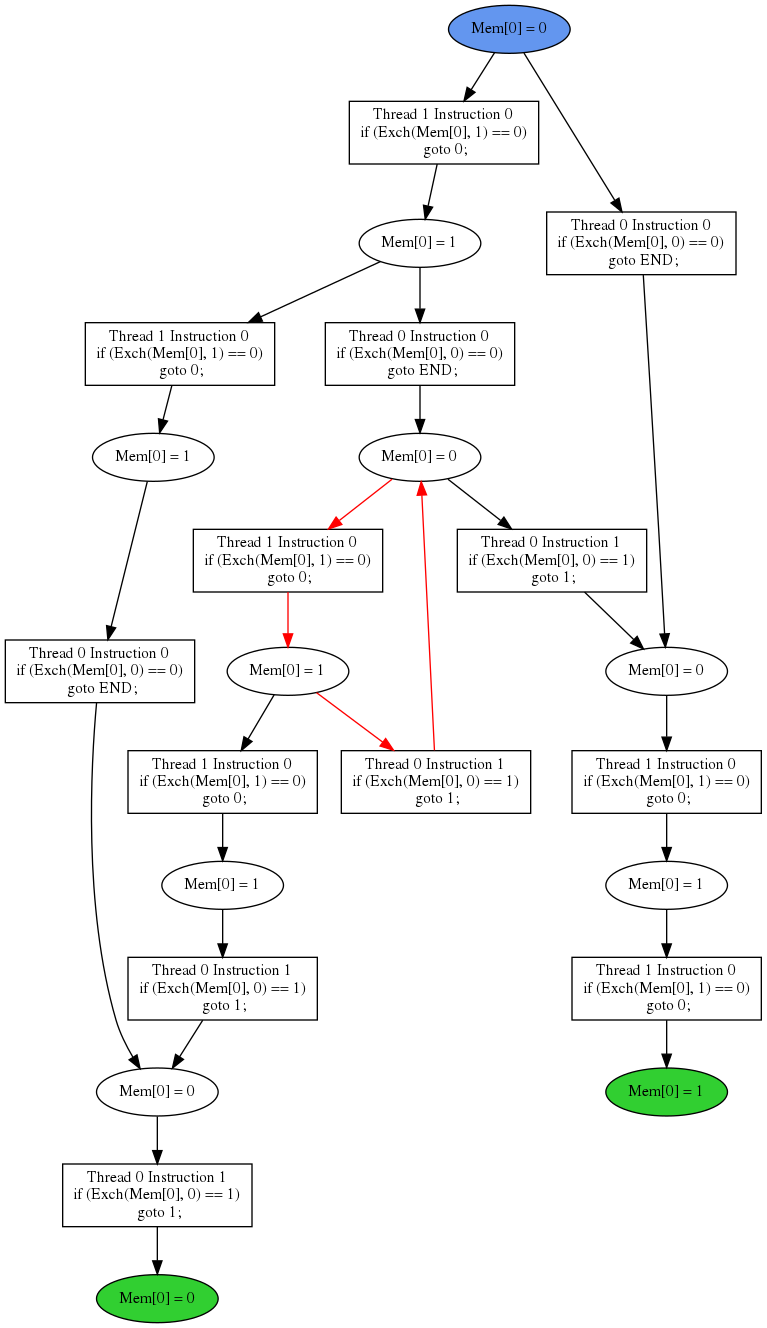 Mem[0] = 0
Thread 1 Instruction 0
if (Exch(Mem[0], 1) == 0)
goto 0;
Thread 0 Instruction 0
if (Exch(Mem[0], 0) == 0)
goto END;
Mem[0] = 1
Thread 1 Instruction 0
if (Exch(Mem[0], 1) == 0)
goto 0;
Thread 0 Instruction 0
if (Exch(Mem[0], 0) == 0)
goto END;
Mem[0] = 1
Mem[0] = 0
Thread 1 Instruction 0
if (Exch(Mem[0], 1) == 0)
goto 0;
Thread 0 Instruction 1
if (Exch(Mem[0], 0) == 1)
goto 1;
Thread 0 Instruction 0
if (Exch(Mem[0], 0) == 0)
goto END;
Mem[0] = 1
Mem[0] = 0
Thread 1 Instruction 0
if (Exch(Mem[0], 1) == 0)
goto 0;
Thread 0 Instruction 1
if (Exch(Mem[0], 0) == 1)
goto 1;
Thread 1 Instruction 0
if (Exch(Mem[0], 1) == 0)
goto 0;
Mem[0] = 1
Mem[0] = 1
Thread 0 Instruction 1
if (Exch(Mem[0], 0) == 1)
goto 1;
Thread 1 Instruction 0
if (Exch(Mem[0], 1) == 0)
goto 0;
Mem[0] = 0
Mem[0] = 1
Thread 0 Instruction 1
if (Exch(Mem[0], 0) == 1)
goto 1;
Mem[0] = 0